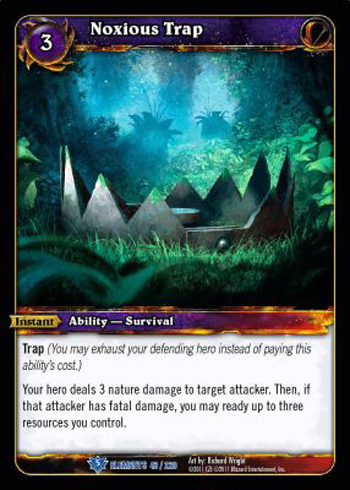 3
Noxious Trap
Instant
Ability — Survival
Trap (You may exhaust your defending hero instead of paying this
ability's cost.)
Your hero deals 3 nature damage to target attacker. Then, if
that attacker has fatal damage, you may ready up to three
resources you control.
Art by: Richard Wright